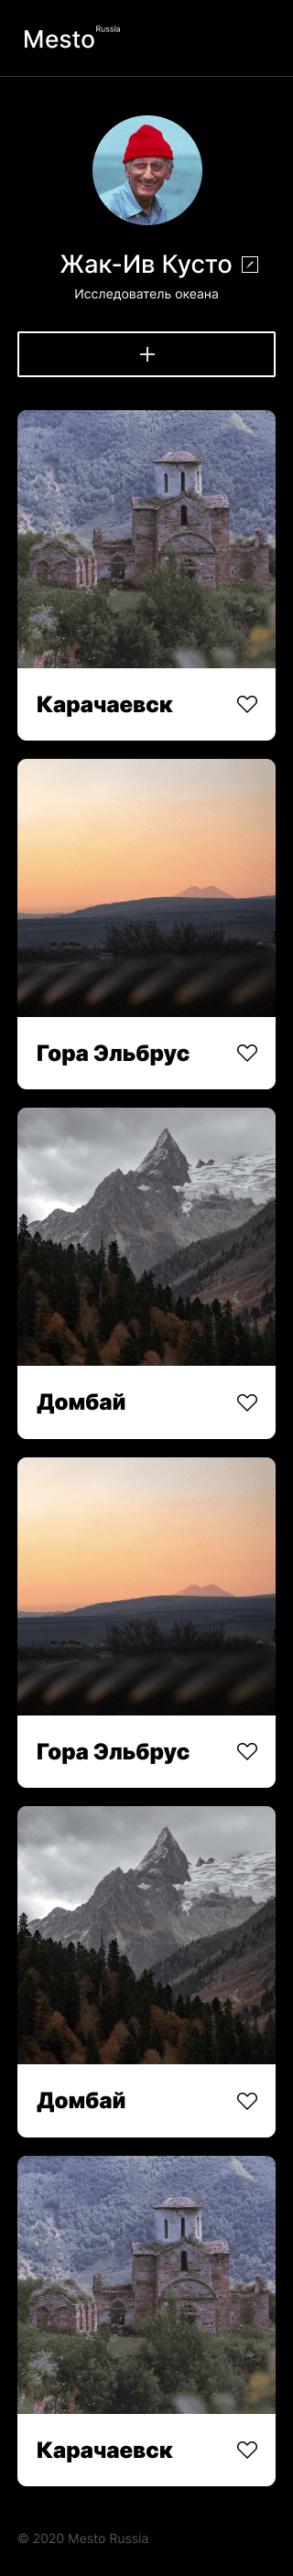 Mesto Russia
Жак-Ив Кусто
Исследователь океана
Карачаевск
Гора Эльбрус
Домбай
Гора Эльбрус
Домбай
Карачаевск
© 2020 Mesto Russia